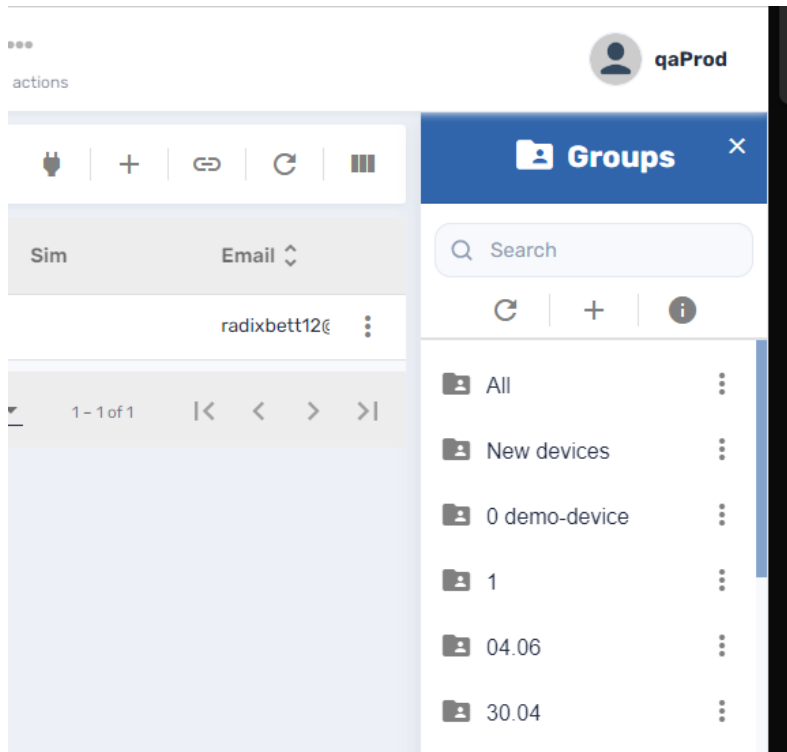 qaProd
actions
Groups
Sim
Email
Search
radixbett12@
1 – 1 of 1
All
New devices
0 demo-device
1
04.06
30.04